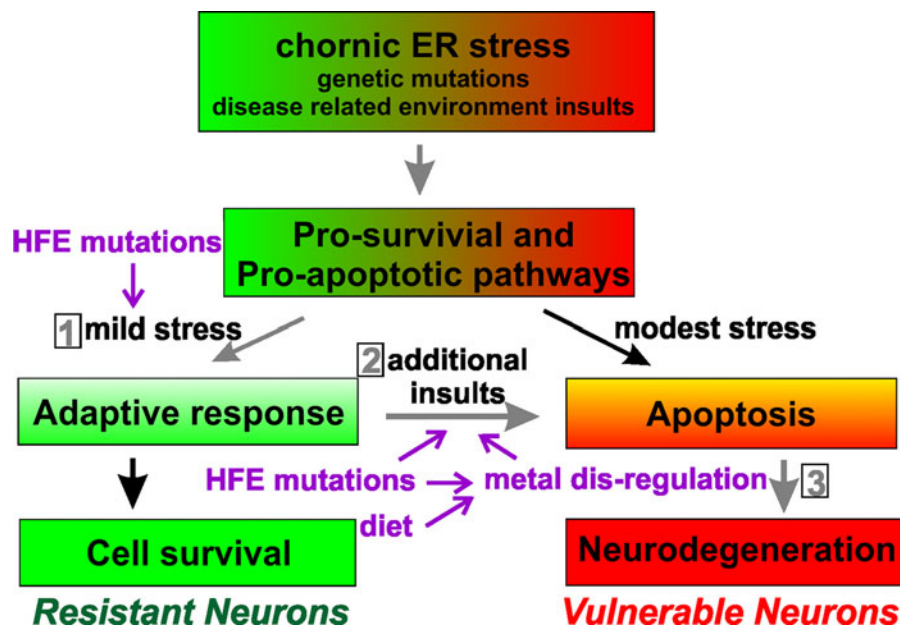 chornic ER stress
genetic mutations
disease related environment insults
HFE mutations
Pro-survivial and
Pro-apoptotic pathways
1 mild stress
modest stress
2 additional
insults
Adaptive response
Apoptosis
HFE mutations
metal dis-regulation
3
diet
Cell survival
Neurodegeneration
Resistant Neurons
Vulnerable Neurons